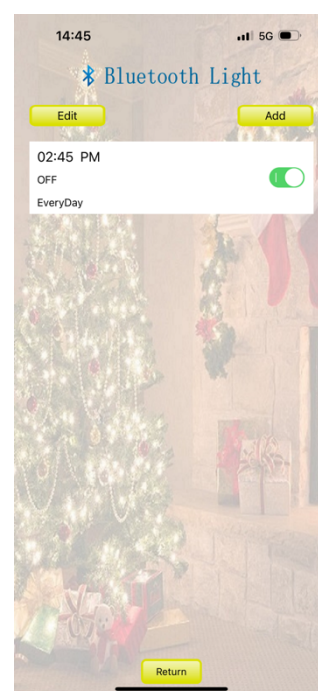 14:45 5G
Bluetooth Light
Edit Add
02:45 PM
OFF
EveryDay
Return